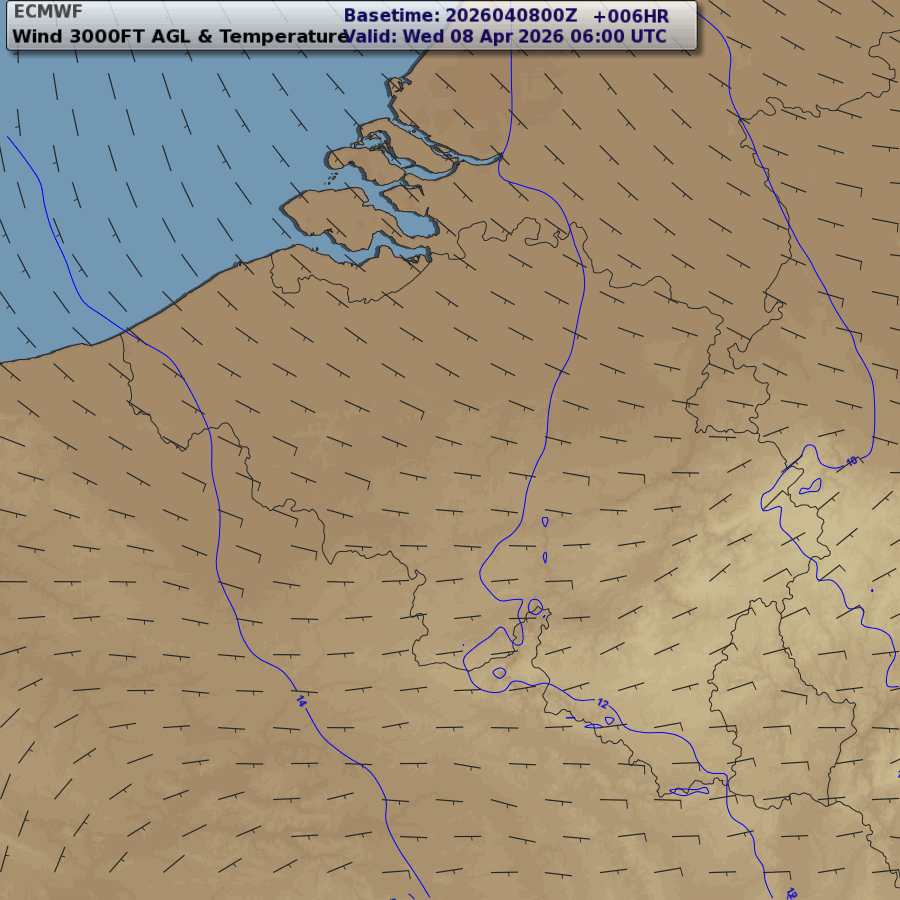 ECMWF
Basetime: 2026040800Z +006HR
Wind 3000FT AGL & Temperature
Valid: Wed 08 Apr 2026 06:00 UTC
10
14
12